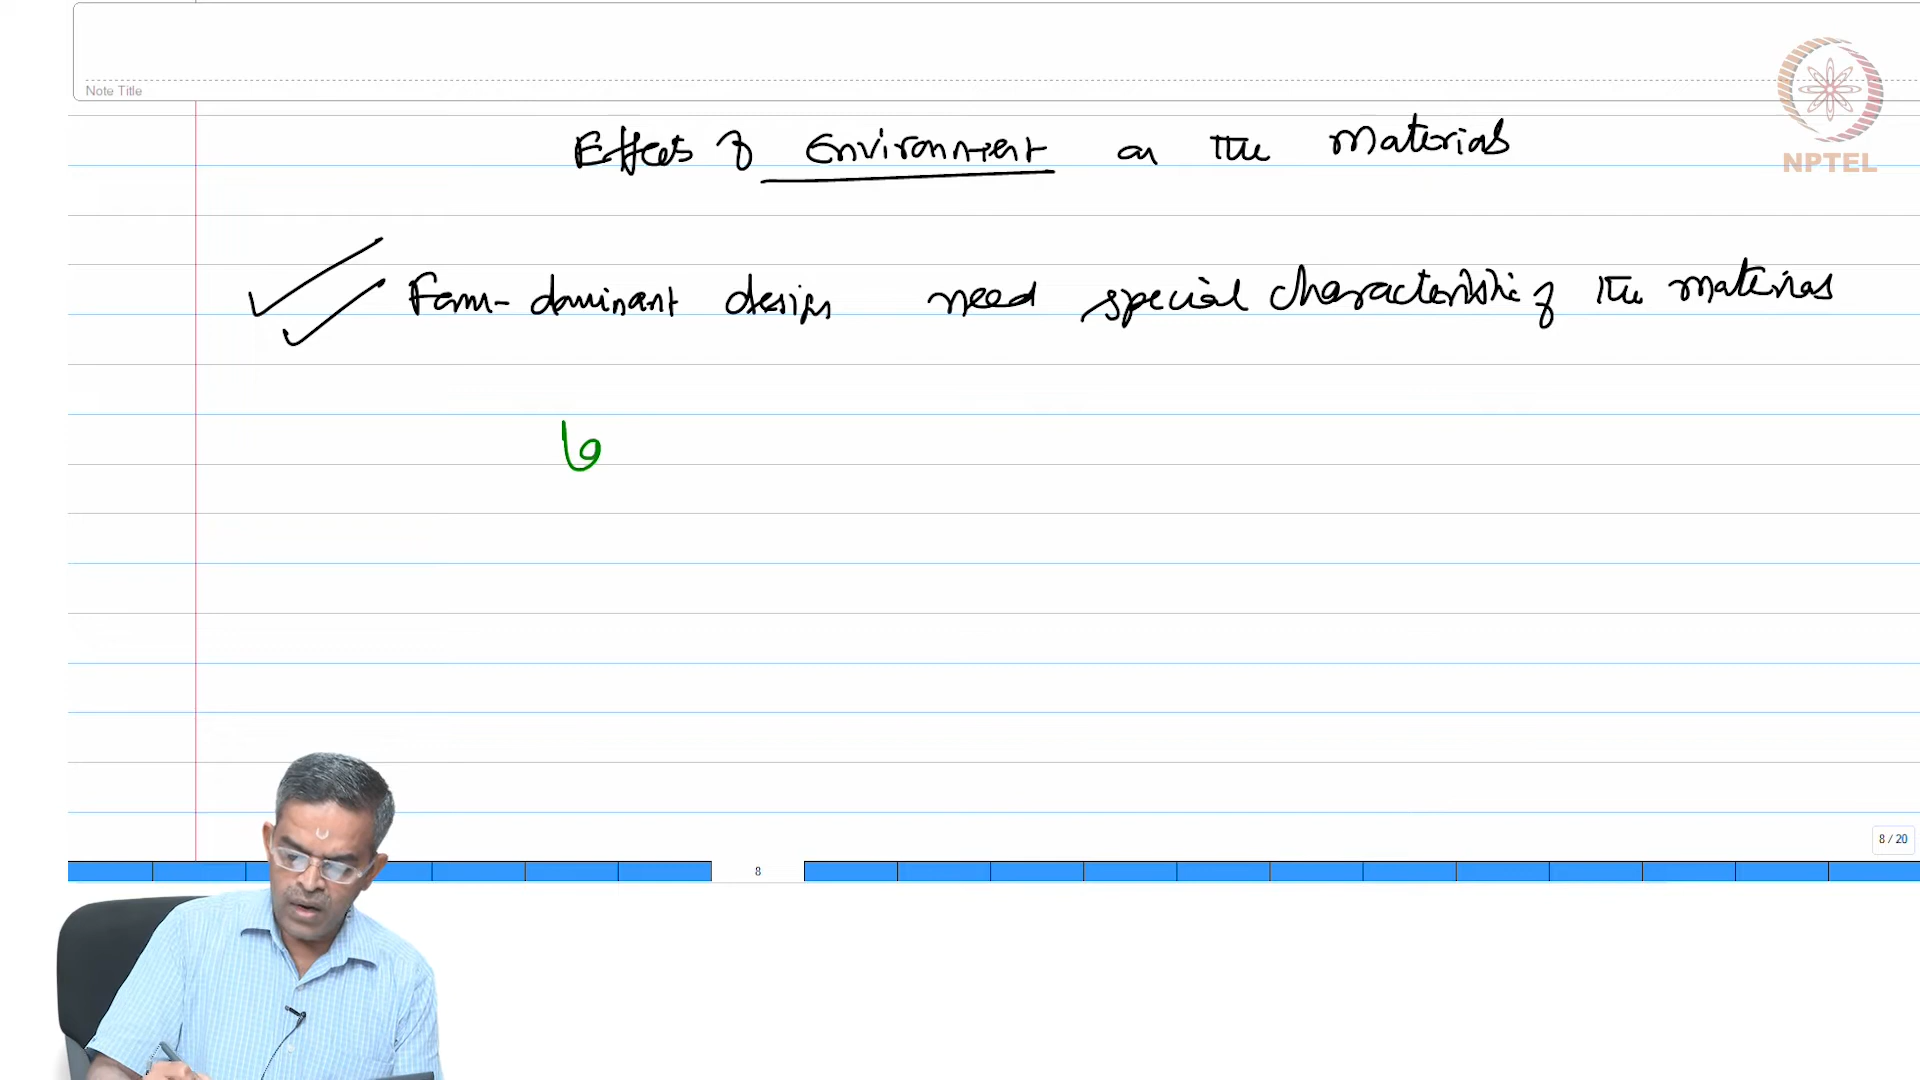 Note Title
NPTEL
Effects of Environment on the Materials
Form-dominant design need special characteristic of the materials
8 / 20
8